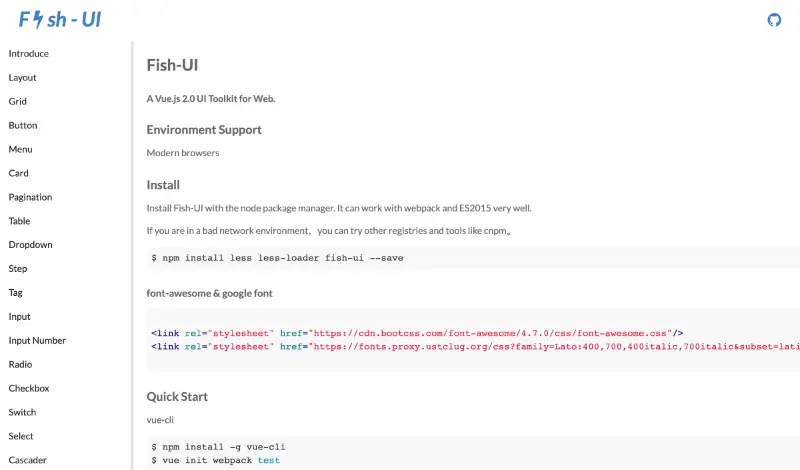 F sh - UI
Introduce
Layout
Grid
Button
Menu
Card
Pagination
Table
Dropdown
Step
Tag
Input
Input Number
Radio
Checkbox
Switch
Select
Cascader
Fish-UI
A Vue.js 2.0 UI Toolkit for Web.
Environment Support
Modern browsers
Install
Install Fish-UI with the node package manager. It can work with webpack and ES2015 very well.
If you are in a bad network environment，you can try other registries and tools like cnpm。
$ npm install less less-loader fish-ui --save
font-awesome & google font
<link rel="stylesheet" href="https://cdn.bootcss.com/font-awesome/4.7.0/css/font-awesome.css"/>
<link rel="stylesheet" href="https://fonts.proxy.ustclug.org/css?family=Lato:400,700,400italic,700italic&subset=lati
Quick Start
vue-cli
$ npm install -g vue-cli
$ vue init webpack test